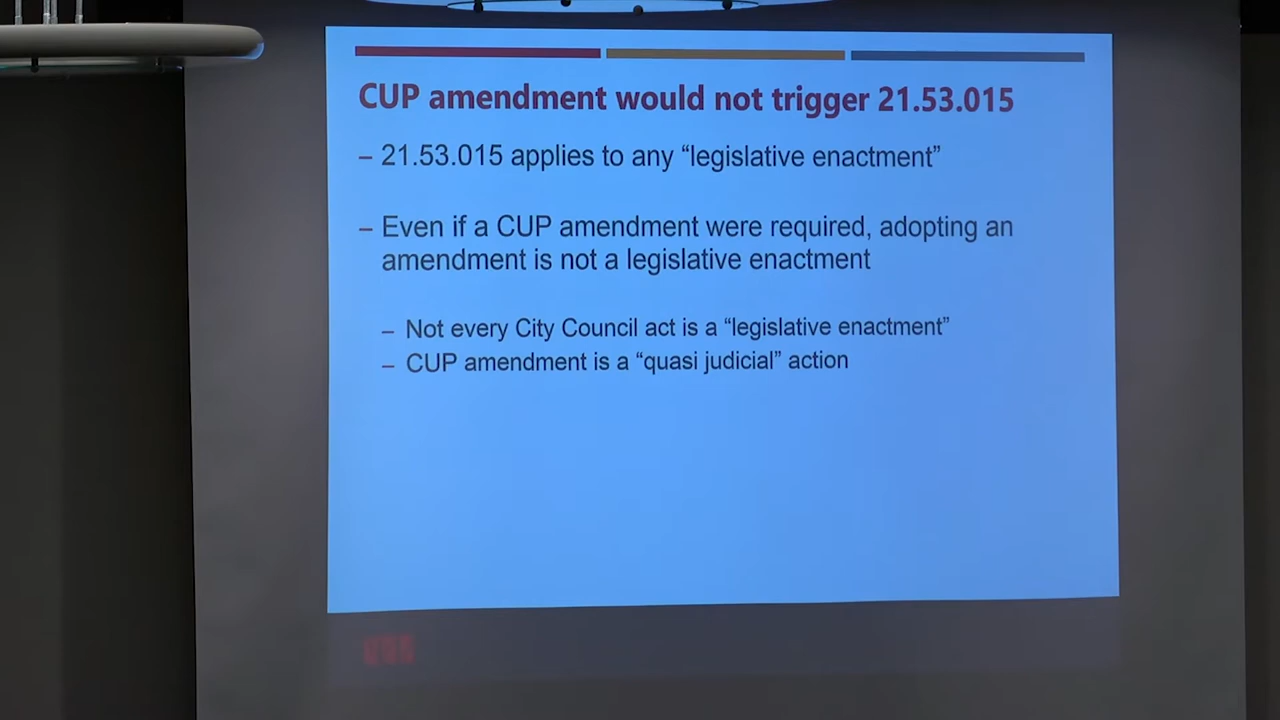 CUP amendment would not trigger 21.53.015
– 21.53.015 applies to any “legislative enactment”
– Even if a CUP amendment were required, adopting an
amendment is not a legislative enactment
– Not every City Council act is a “legislative enactment”
– CUP amendment is a “quasi judicial” action